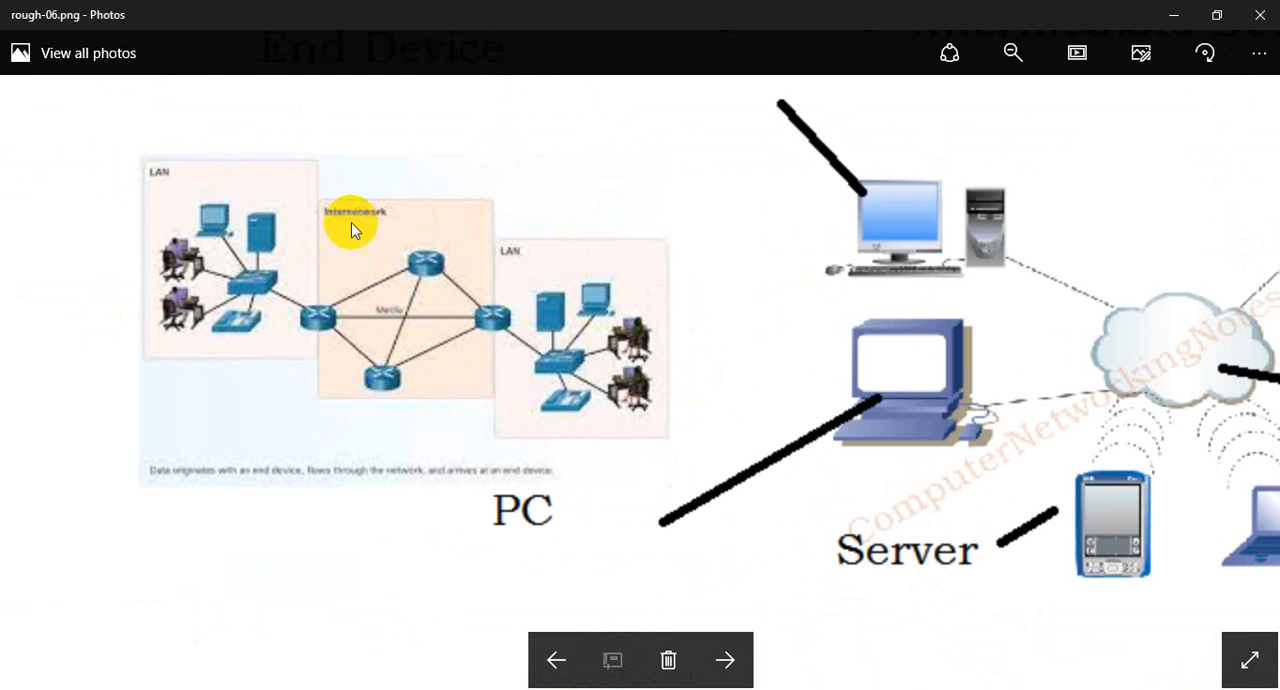 rough-06.png - Photos
View all photos
End Device
LAN
Internetwork
LAN
Media
Data originates with an end device, flows through the network, and arrives at an end device.
PC
Server
ComputerNetworkingNotes